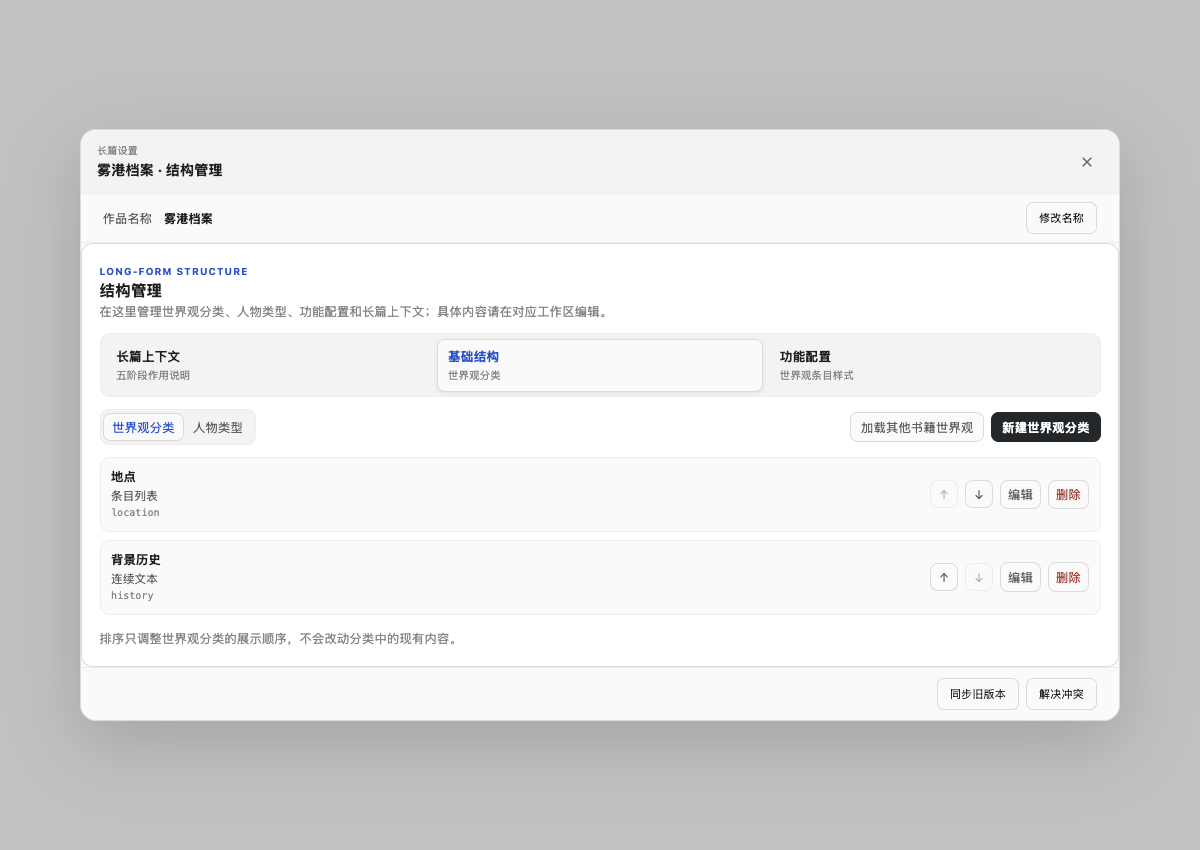 长篇设置
雾港档案 · 结构管理
作品名称 雾港档案
修改名称
LONG-FORM STRUCTURE
结构管理
在这里管理世界观分类、人物类型、功能配置和长篇上下文；具体内容请在对应工作区编辑。
长篇上下文
五阶段作用说明
基础结构
世界观分类
功能配置
世界观条目样式
世界观分类 人物类型
加载其他书籍世界观 新建世界观分类
地点
条目列表
location
↑ ↓ 编辑 删除
背景历史
连续文本
history
↑ ↓ 编辑 删除
排序只调整世界观分类的展示顺序，不会改动分类中的现有内容。
同步旧版本 解决冲突